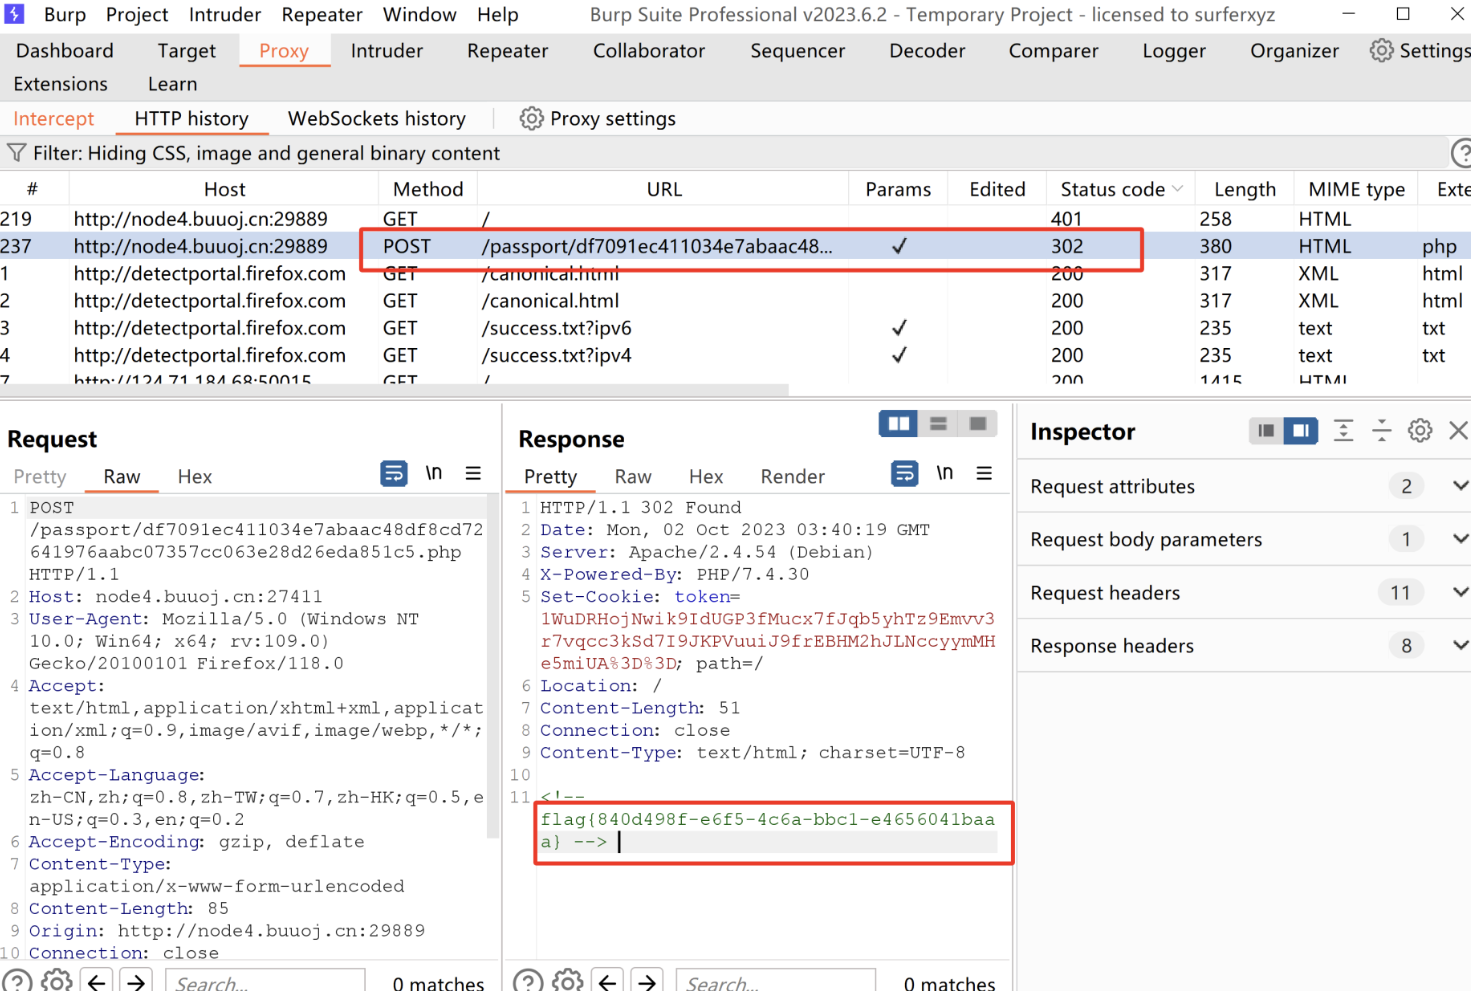 Burp Project Intruder Repeater Window Help Burp Suite Professional v2023.6.2 - Temporary Project - licensed to surferxyz
Dashboard Target Proxy Intruder Repeater Collaborator Sequencer Decoder Comparer Logger Organizer Settings
Extensions Learn
Intercept HTTP history WebSockets history Proxy settings
Filter: Hiding CSS, image and general binary content
# Host Method URL Params Edited Status code Length MIME type Exte
219 http://node4.buuoj.cn:29889 GET / 401 258 HTML
237 http://node4.buuoj.cn:29889 POST /passport/df7091ec411034e7abaac48... ✓ 302 380 HTML php
1 http://detectportal.firefox.com GET /canonical.html 200 317 XML html
2 http://detectportal.firefox.com GET /canonical.html 200 317 XML html
3 http://detectportal.firefox.com GET /success.txt?ipv6 ✓ 200 235 text txt
4 http://detectportal.firefox.com GET /success.txt?ipv4 ✓ 200 235 text txt
7 http://124.71.184.68:50015 GET / 200 1415 HTML
Request
Pretty Raw Hex \n
1 POST
/passport/df7091ec411034e7abaac48df8cd72
641976aabc07357cc063e28d26eda851c5.php
HTTP/1.1
2 Host: node4.buuoj.cn:27411
3 User-Agent: Mozilla/5.0 (Windows NT
10.0; Win64; x64; rv:109.0)
Gecko/20100101 Firefox/118.0
4 Accept:
text/html,application/xhtml+xml,applicat
ion/xml;q=0.9,image/avif,image/webp,*/*;
q=0.8
5 Accept-Language:
zh-CN,zh;q=0.8,zh-TW;q=0.7,zh-HK;q=0.5,e
n-US;q=0.3,en;q=0.2
6 Accept-Encoding: gzip, deflate
7 Content-Type:
application/x-www-form-urlencoded
8 Content-Length: 85
9 Origin: http://node4.buuoj.cn:29889
10 Connection: close
Search... 0 matches
Response
Pretty Raw Hex Render \n
1 HTTP/1.1 302 Found
2 Date: Mon, 02 Oct 2023 03:40:19 GMT
3 Server: Apache/2.4.54 (Debian)
4 X-Powered-By: PHP/7.4.30
5 Set-Cookie: token=
1WuDRHojNwik9IdUGP3fMucx7fJqb5yhTz9Emvv3
r7vqcc3kSd7I9JKPVuuiJ9frEBHM2hJLNccyymMH
e5miUA%3D%3D; path=/
6 Location: /
7 Content-Length: 51
8 Connection: close
9 Content-Type: text/html; charset=UTF-8
10
11 <!--
flag{840d498f-e6f5-4c6a-bbc1-e4656041baa
a} -->
Search... 0 matches
Inspector
Request attributes 2
Request body parameters 1
Request headers 11
Response headers 8